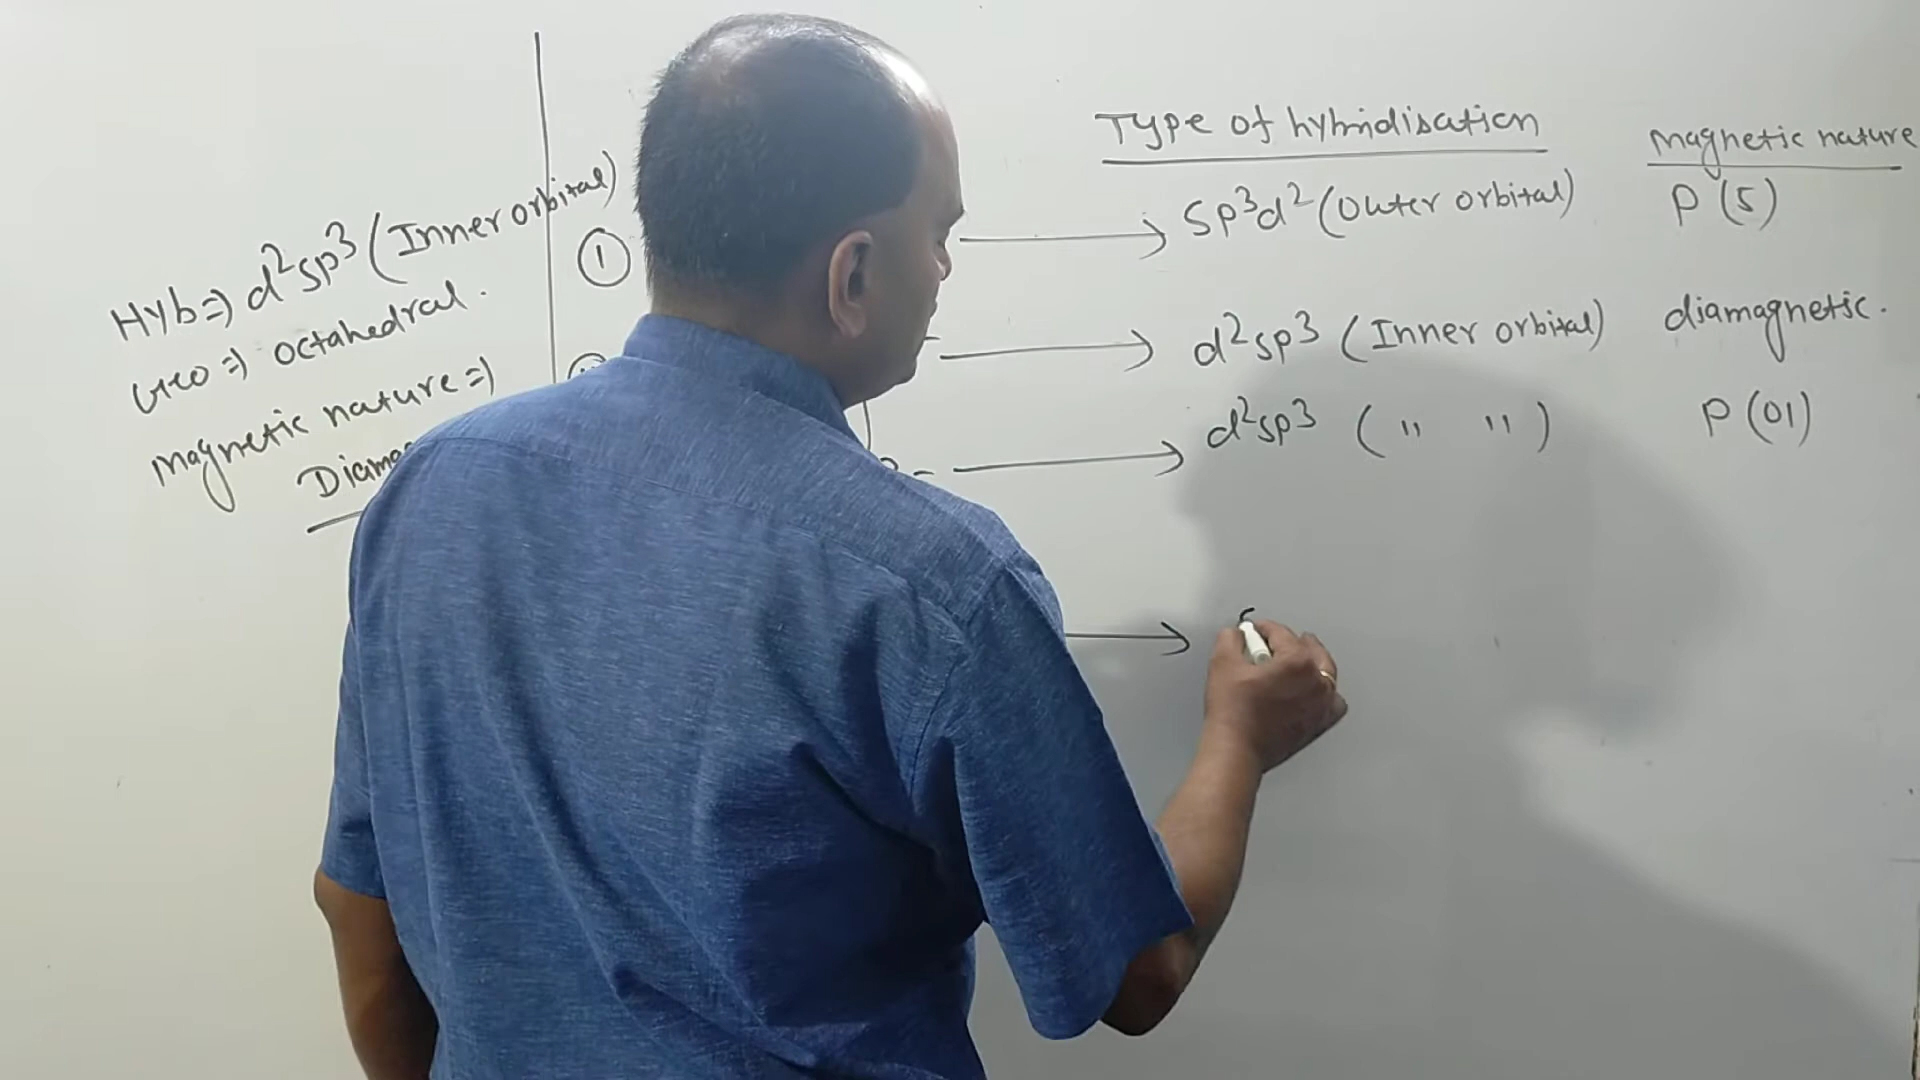 Hyb => d²sp³ (Inner orbital)
Geo => octahedral.
Magnetic nature =>
Type of hybridisation Magnetic nature
① → sp³d² (Outer orbital) P (5)
→ d²sp³ (Inner orbital) diamagnetic.
→ d²sp³ ( " " ) P (01)
→